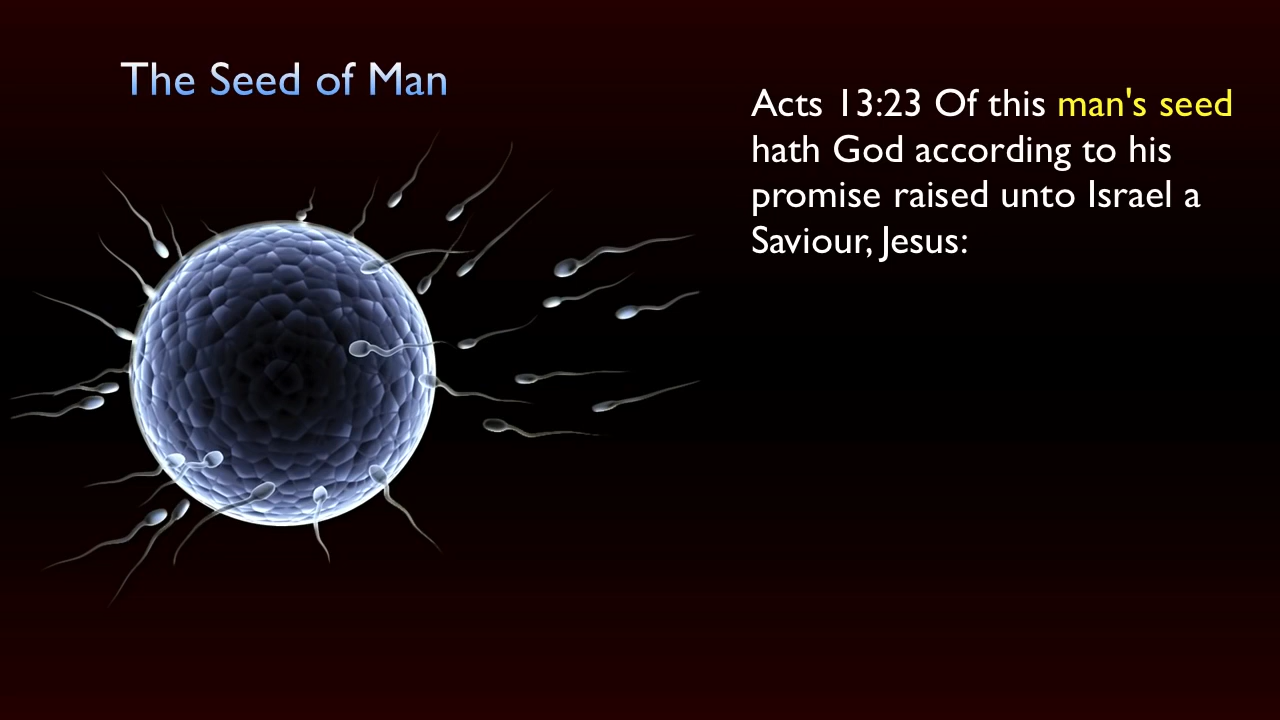 The Seed of Man
Acts 13:23 Of this man's seed
hath God according to his
promise raised unto Israel a
Saviour, Jesus: